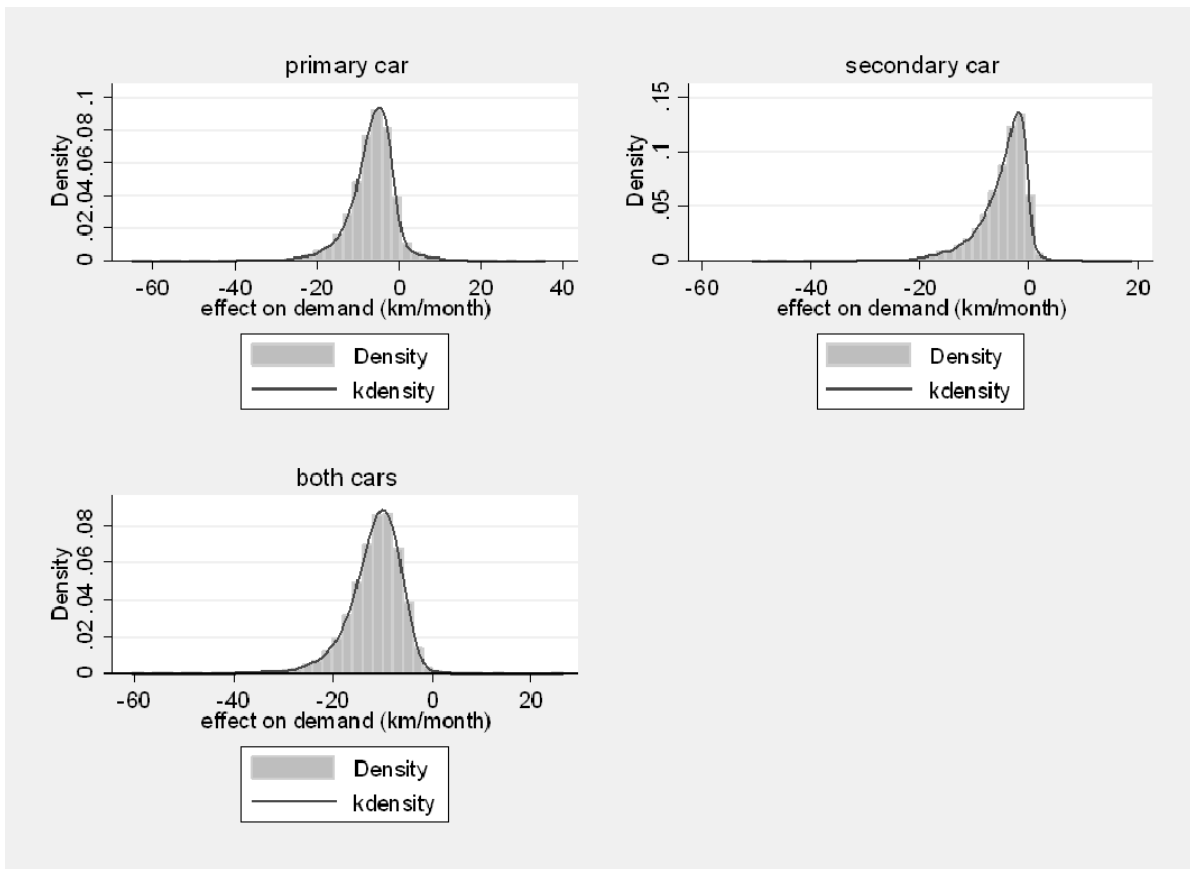 primary car
Density
0 .02 .04 .06 .08 .1
-60 -40 -20 0 20 40
effect on demand (km/month)
Density
kdensity
secondary car
Density
0 .05 .1 .15
-60 -40 -20 0 20
effect on demand (km/month)
Density
kdensity
both cars
Density
0 .02 .04 .06 .08
-60 -40 -20 0 20
effect on demand (km/month)
Density
kdensity